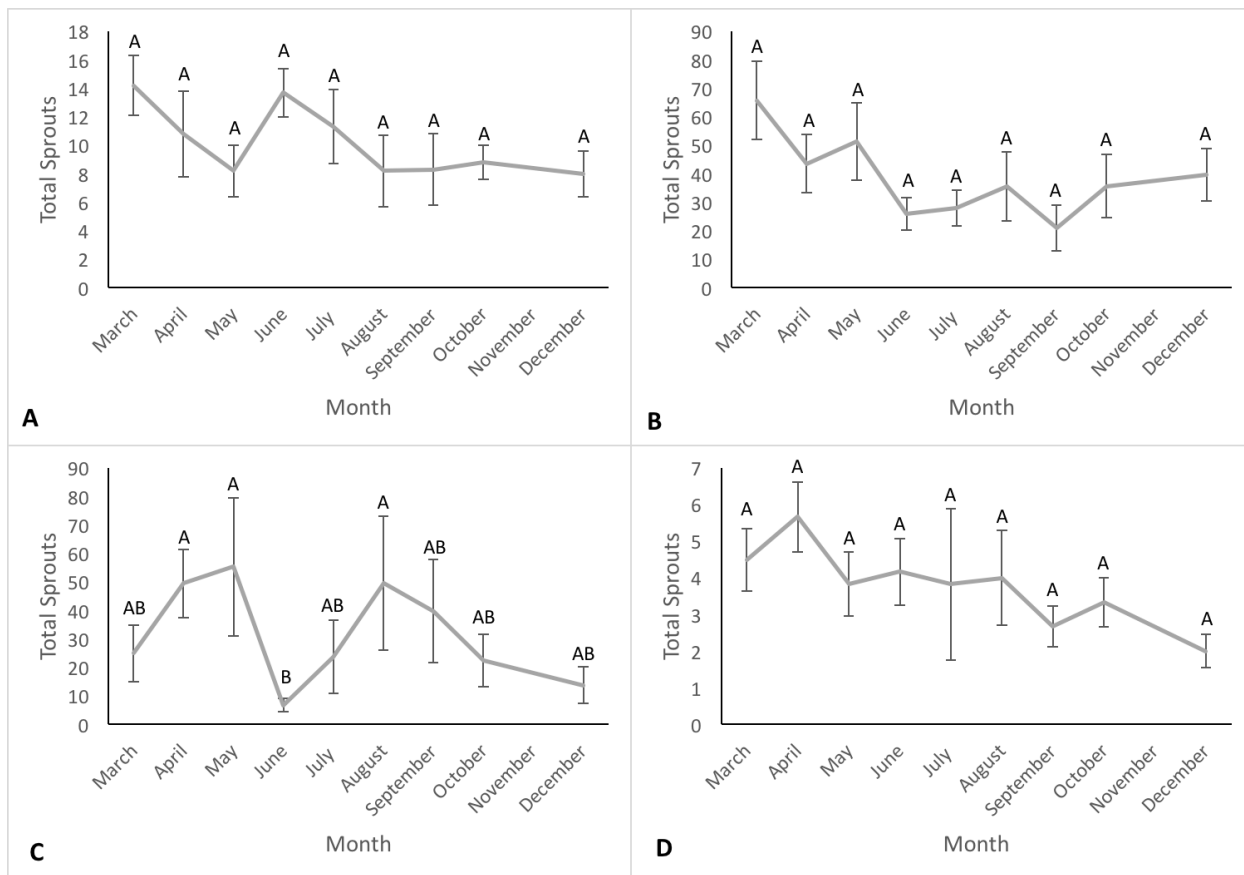 18
16
14
12
10
8
6
4
2
0
Total Sprouts
A
A
A
A
A
A
A
A
A
March
April
May
June
July
August
September
October
November
December
Month
A
90
80
70
60
50
40
30
20
10
0
Total Sprouts
A
A
A
A
A
A
A
A
A
March
April
May
June
July
August
September
October
November
December
Month
B
90
80
70
60
50
40
30
20
10
0
Total Sprouts
AB
A
A
B
AB
A
AB
AB
AB
March
April
May
June
July
August
September
October
November
December
Month
C
7
6
5
4
3
2
1
0
Total Sprouts
A
A
A
A
A
A
A
A
A
March
April
May
June
July
August
September
October
November
December
Month
D